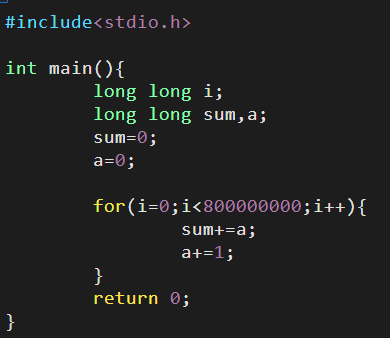 #include<stdio.h>
int main(){
long long i;
long long sum,a;
sum=0;
a=0;
for(i=0;i<800000000;i++){
sum+=a;
a+=1;
}
return 0;
}